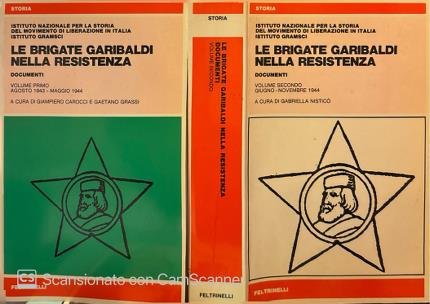 STORIA
ISTITUTO NAZIONALE PER LA STORIA
DEL MOVIMENTO DI LIBERAZIONE IN ITALIA
ISTITUTO GRAMSCI
LE BRIGATE GARIBALDI
NELLA RESISTENZA
DOCUMENTI
VOLUME PRIMO
AGOSTO 1943 - MAGGIO 1944
A CURA DI GIAMPIERO CAROCCI E GAETANO GRASSI
FELTRINELLI
CS Scansionato con CamScanner
STORIA
LE BRIGATE GARIBALDI NELLA RESISTENZA
DOCUMENTI
VOLUME SECONDO
FELTRINELLI
STORIA
ISTITUTO NAZIONALE PER LA STORIA
DEL MOVIMENTO DI LIBERAZIONE IN ITALIA
ISTITUTO GRAMSCI
LE BRIGATE GARIBALDI
NELLA RESISTENZA
DOCUMENTI
VOLUME SECONDO
GIUGNO - NOVEMBRE 1944
A CURA DI GABRIELLA NISTICÒ
FELTRINELLI